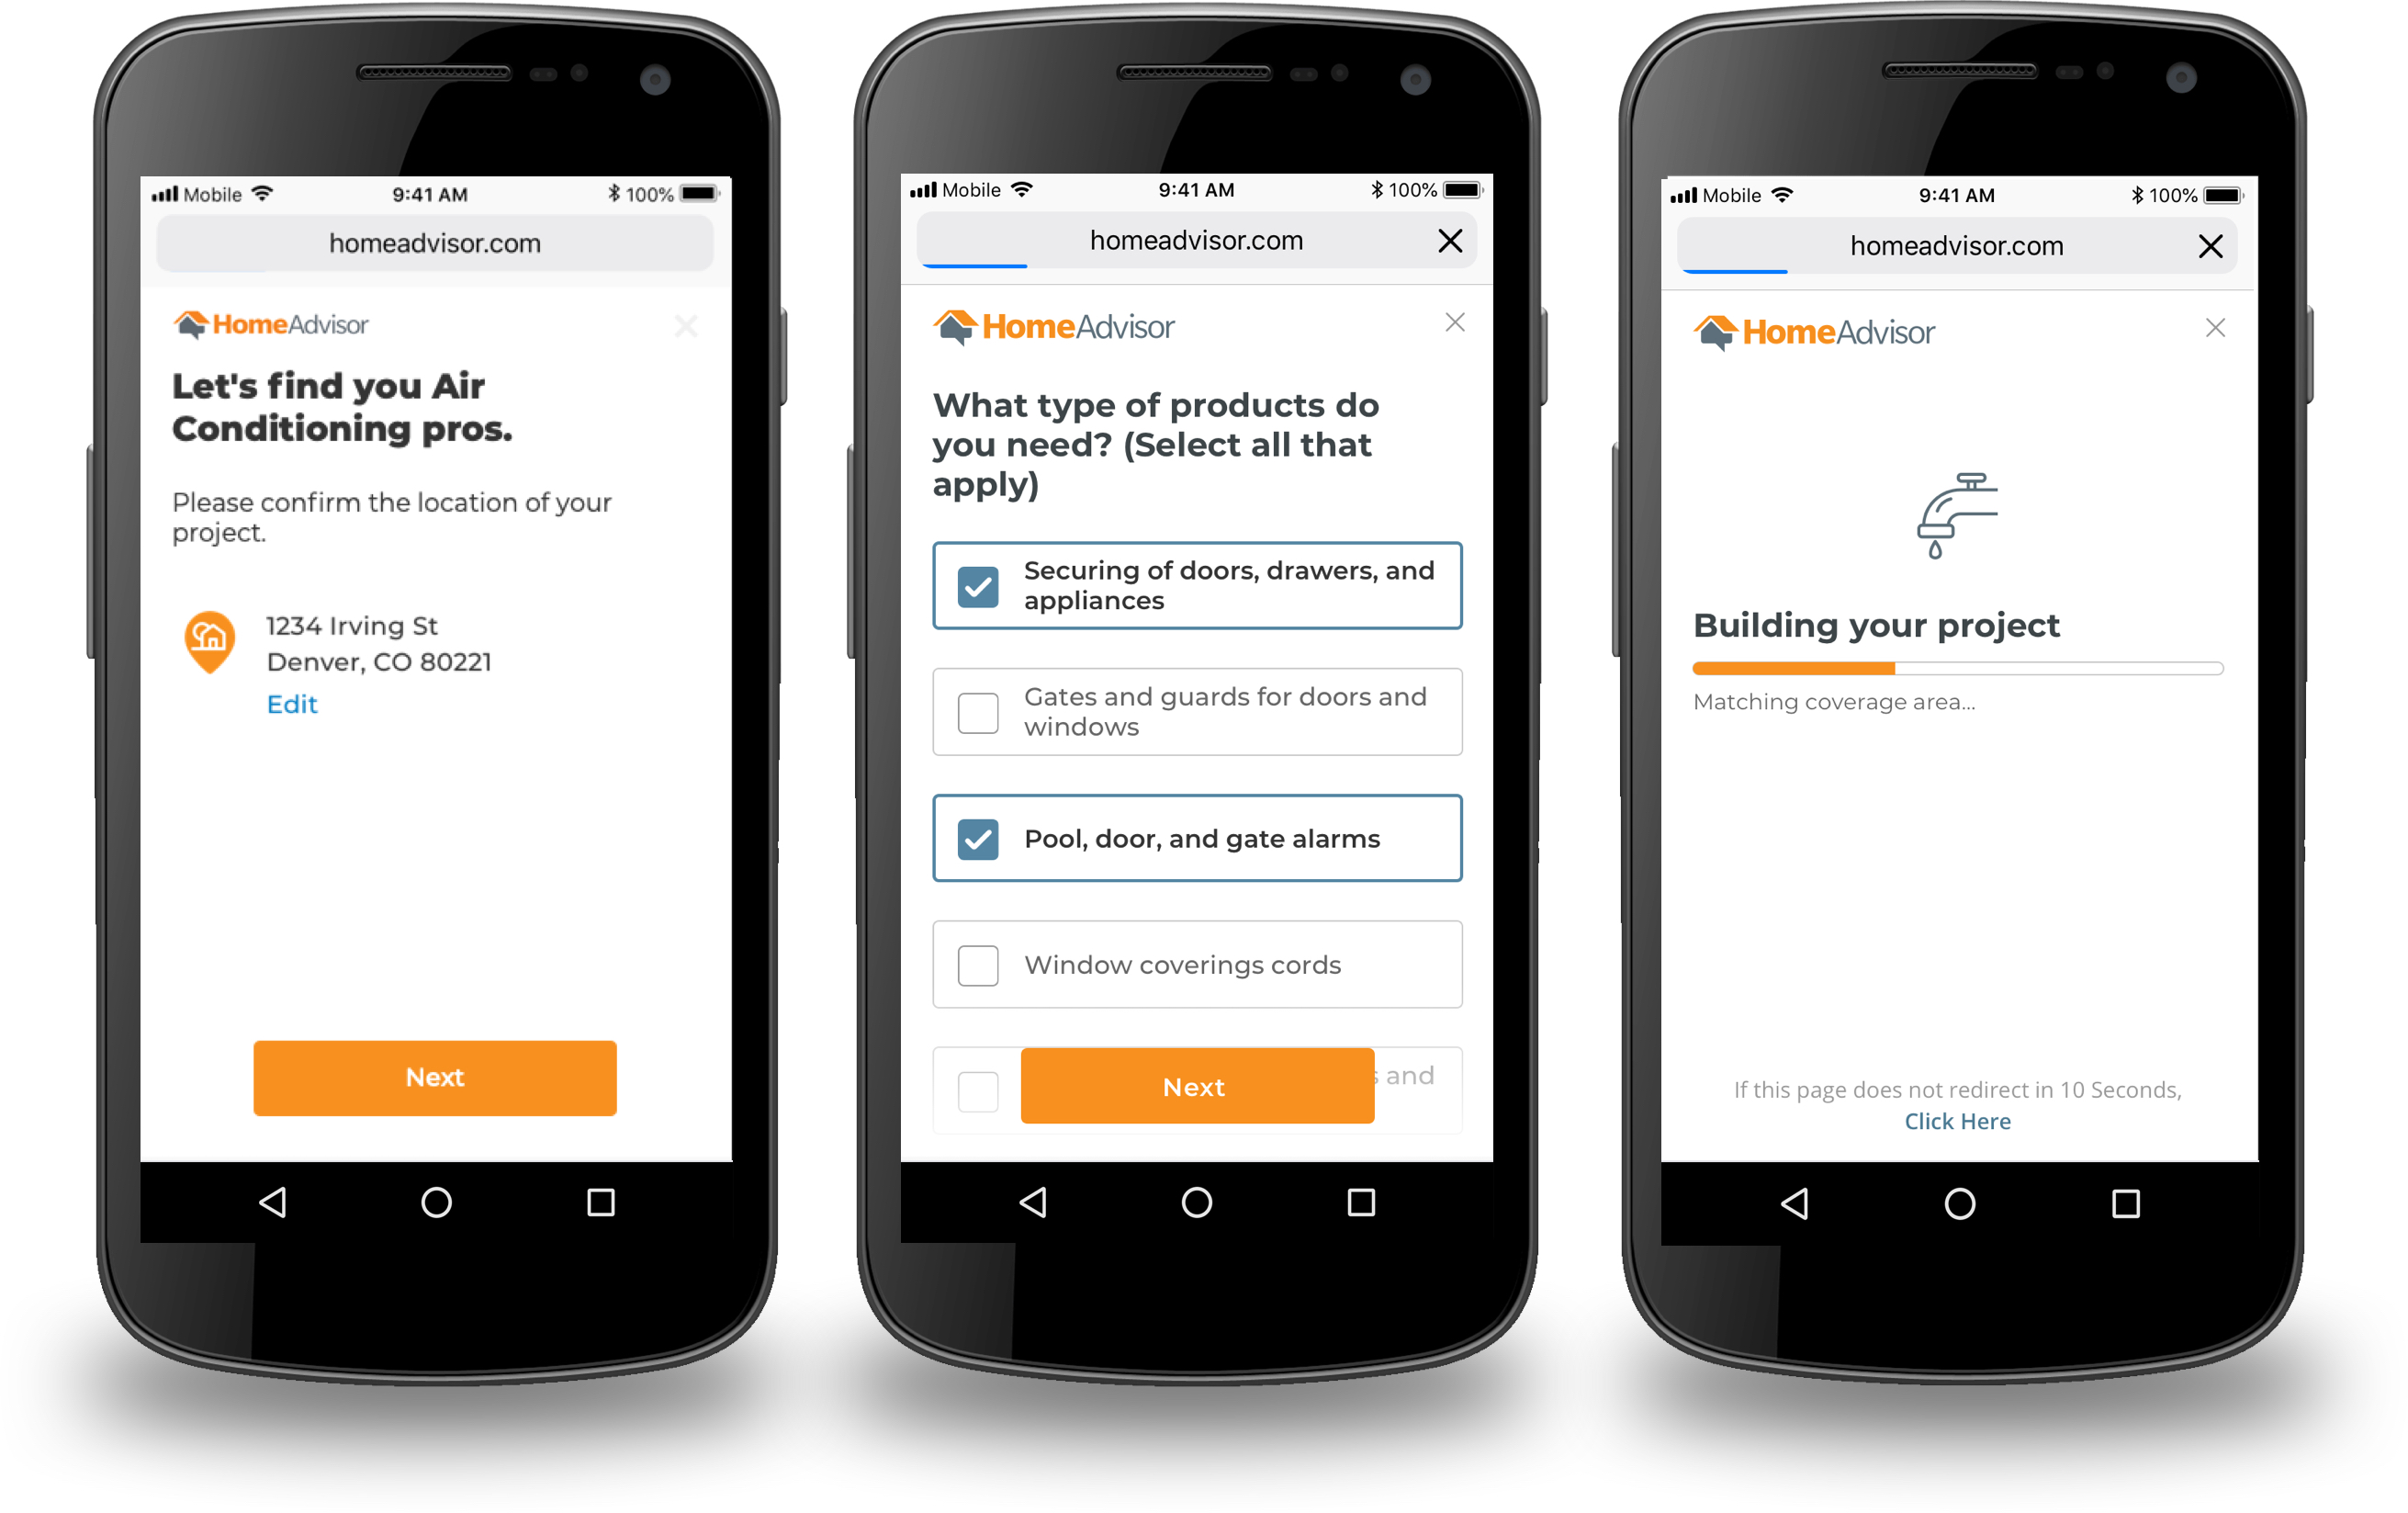 Mobile 9:41 AM 100%
homeadvisor.com
HomeAdvisor
Let's find you Air
Conditioning pros.
Please confirm the location of your
project.
1234 Irving St
Denver, CO 80221
Edit
Next
Mobile 9:41 AM 100%
homeadvisor.com
HomeAdvisor
What type of products do
you need? (Select all that
apply)
Securing of doors, drawers, and
appliances
Gates and guards for doors and
windows
Pool, door, and gate alarms
Window coverings cords
and
Next
Mobile 9:41 AM 100%
homeadvisor.com
HomeAdvisor
Building your project
Matching coverage area...
If this page does not redirect in 10 Seconds,
Click Here